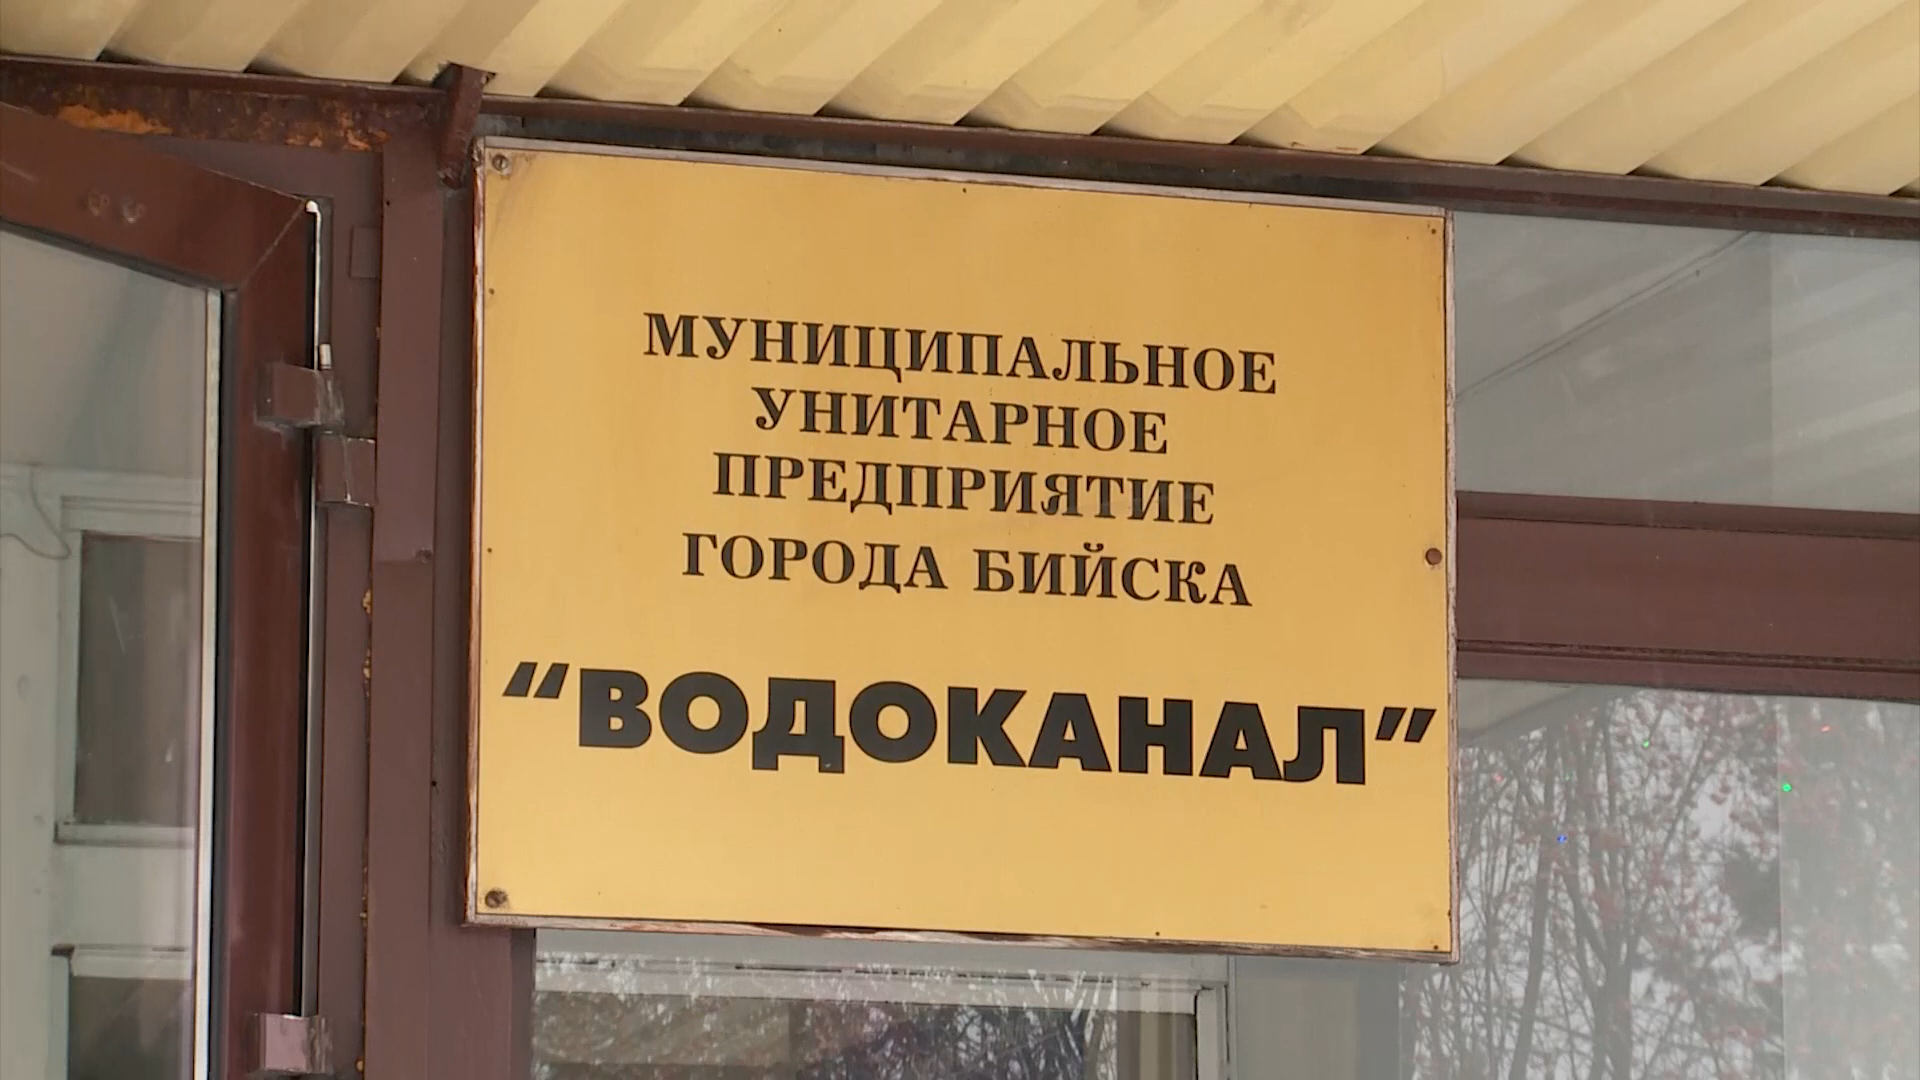 МУНИЦИПАЛЬНОЕ
УНИТАРНОЕ
ПРЕДПРИЯТИЕ
ГОРОДА БИЙСКА
“ВОДОКАНАЛ”